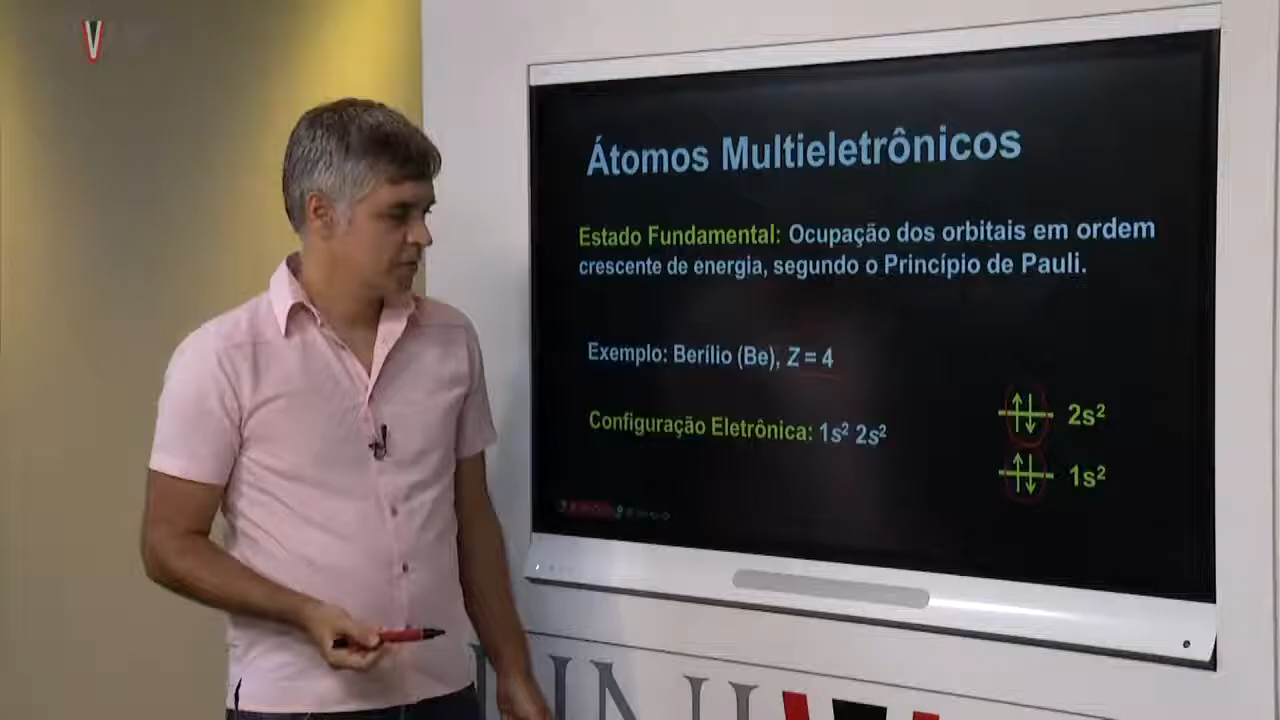 Átomos Multieletrônicos
Estado Fundamental: Ocupação dos orbitais em ordem
crescente de energia, segundo o Princípio de Pauli.
Exemplo: Berílio (Be), Z = 4
2s²
Configuração Eletrônica: 1s² 2s²
1s²